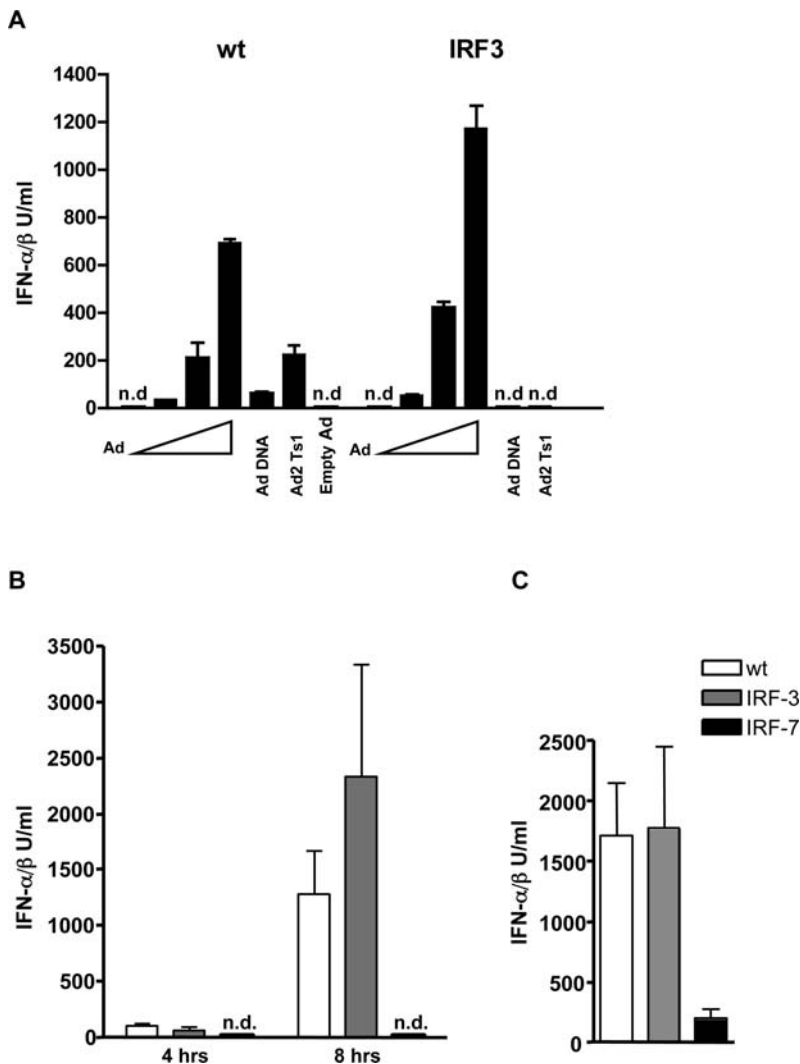 A
wt
IRF3
IFN-α/β U/ml
1400
1200
1000
800
600
400
200
0
n.d
n.d
n.d
n.d
n.d
Ad
Ad DNA
Ad2 Ts1
Empty Ad
Ad
Ad DNA
Ad2 Ts1
B
IFN-α/β U/ml
3500
3000
2500
2000
1500
1000
500
0
n.d.
n.d.
4 hrs
8 hrs
C
wt
IRF-3
IRF-7
IFN-α/β U/ml
2500
2000
1500
1000
500
0